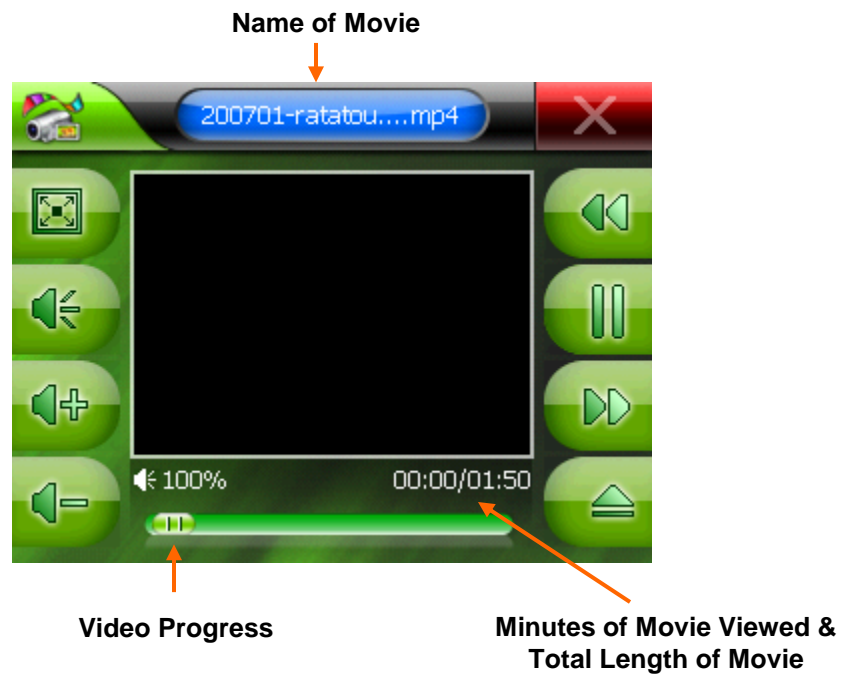 Name of Movie
200701-ratatou....mp4
100%
00:00/01:50
Video Progress
Minutes of Movie Viewed &
Total Length of Movie